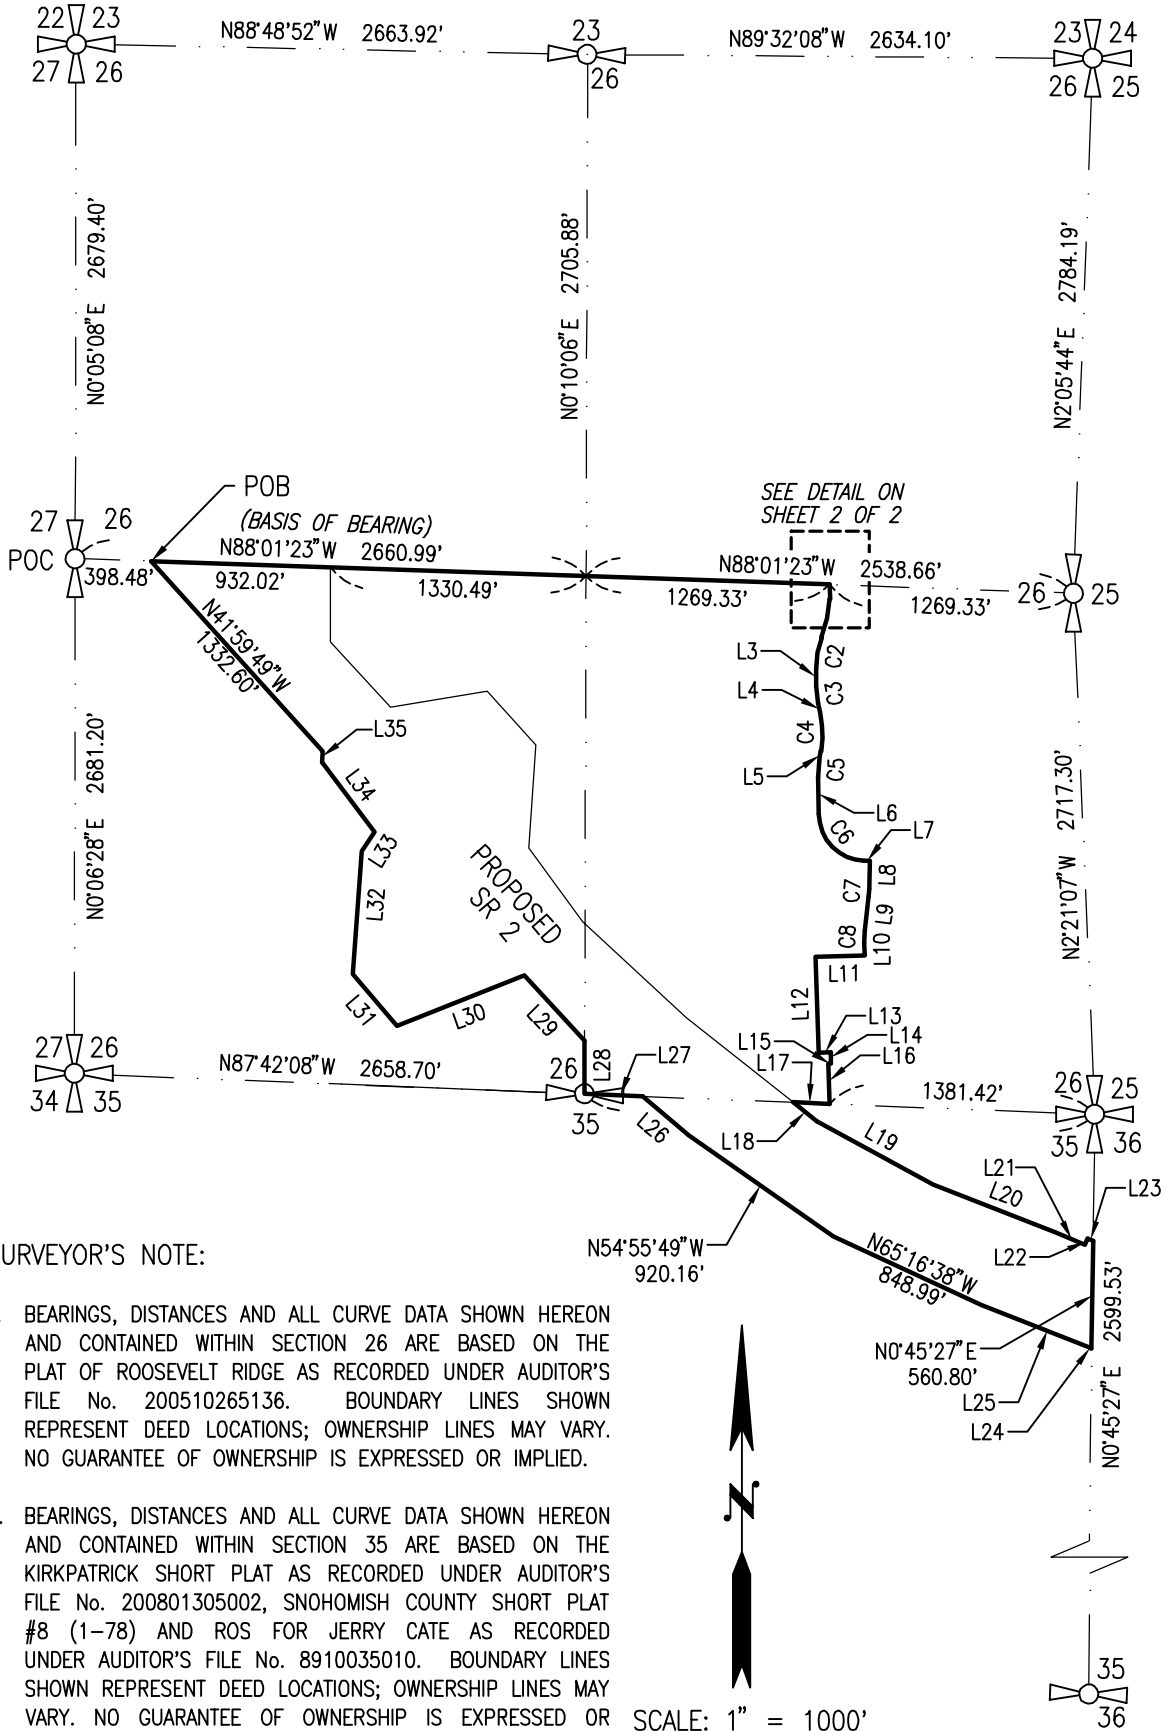 22 23
27 26
N88°48'52"W 2663.92'
23
26
N89°32'08"W 2634.10'
23 24
26 25
N0°05'08"E 2679.40'
N0°10'06"E 2705.88'
N2°05'44"E 2784.19'
POB
(BASIS OF BEARING)
SEE DETAIL ON
SHEET 2 OF 2
27 26
POC
398.48'
N88°01'23"W 2660.99'
932.02'
1330.49'
N88°01'23"W 2538.66'
1269.33'
1269.33'
26 25
N41°59'49"W
1332.60'
L3
C2
L4
C3
C4
L35
L5
C5
L34
L6
C6
L7
L33
L32
C7
L8
L9
C8
L10
L11
PROPOSED
SR 2
N0°06'28"E 2681.20'
N2°21'07"W 2717.30'
L31
L30
L29
L12
L13
L14
L15
L16
L17
L28
L27
27 26
34 35
N87°42'08"W 2658.70'
26
35
1381.42'
26 25
35 36
L26
L18
L19
L21
L20
L23
L22
N54°55'49"W
920.16'
N65°16'38"W
848.99'
N0°45'27"E
560.80'
L25
L24
N0°45'27"E 2599.53'
35
36
URVEYOR'S NOTE:
. BEARINGS, DISTANCES AND ALL CURVE DATA SHOWN HEREON
AND CONTAINED WITHIN SECTION 26 ARE BASED ON THE
PLAT OF ROOSEVELT RIDGE AS RECORDED UNDER AUDITOR'S
FILE No. 200510265136. BOUNDARY LINES SHOWN
REPRESENT DEED LOCATIONS; OWNERSHIP LINES MAY VARY.
NO GUARANTEE OF OWNERSHIP IS EXPRESSED OR IMPLIED.
. BEARINGS, DISTANCES AND ALL CURVE DATA SHOWN HEREON
AND CONTAINED WITHIN SECTION 35 ARE BASED ON THE
KIRKPATRICK SHORT PLAT AS RECORDED UNDER AUDITOR'S
FILE No. 200801305002, SNOHOMISH COUNTY SHORT PLAT
#8 (1-78) AND ROS FOR JERRY CATE AS RECORDED
UNDER AUDITOR'S FILE No. 8910035010. BOUNDARY LINES
SHOWN REPRESENT DEED LOCATIONS; OWNERSHIP LINES MAY
VARY. NO GUARANTEE OF OWNERSHIP IS EXPRESSED OR
N
SCALE: 1" = 1000'